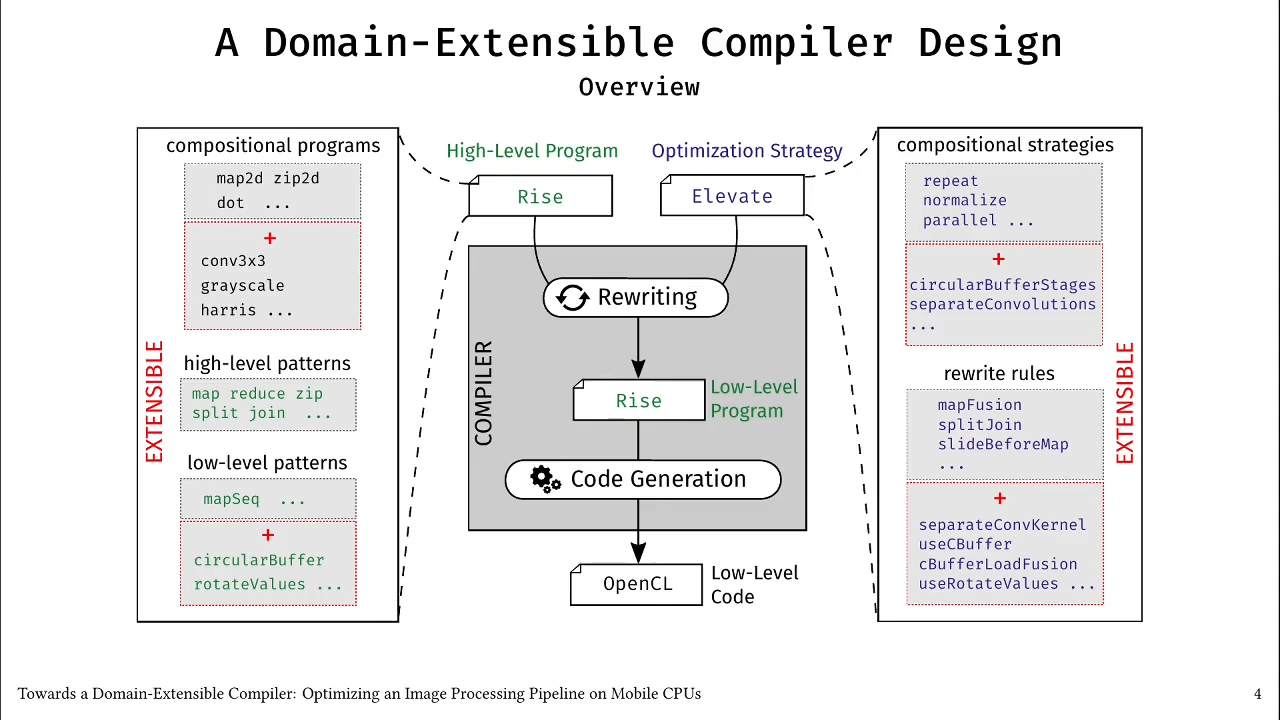 A Domain-Extensible Compiler Design
Overview
compositional programs
map2d zip2d
dot ...
+
conv3x3
grayscale
harris ...
high-level patterns
map reduce zip
split join ...
low-level patterns
mapSeq ...
+
circularBuffer
rotateValues ...
EXTENSIBLE
High-Level Program
Rise
Optimization Strategy
Elevate
COMPILER
Rewriting
Rise
Low-Level
Program
Code Generation
OpenCL
Low-Level
Code
compositional strategies
repeat
normalize
parallel ...
+
circularBufferStages
separateConvolutions
...
rewrite rules
mapFusion
splitJoin
slideBeforeMap
...
+
separateConvKernel
useCBuffer
cBufferLoadFusion
useRotateValues ...
EXTENSIBLE
Towards a Domain-Extensible Compiler: Optimizing an Image Processing Pipeline on Mobile CPUs
4